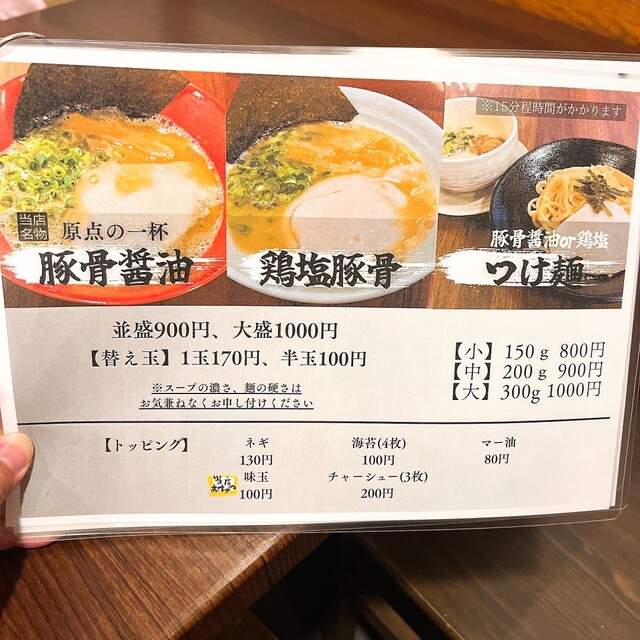 ※15分程時間がかかります
当店名物
原点の一杯
豚骨醤油
鶏塩豚骨
豚骨醤油or鶏塩
つけ麺
並盛900円、大盛1000円
【替え玉】1玉170円、半玉100円
※スープの濃さ、麺の硬さは
お気兼ねなくお申し付けください
【小】150g 800円
【中】200g 900円
【大】300g 1000円
【トッピング】
ネギ
130円
海苔(4枚)
100円
マー油
80円
当店おすすめ
味玉
100円
チャーシュー(3枚)
200円